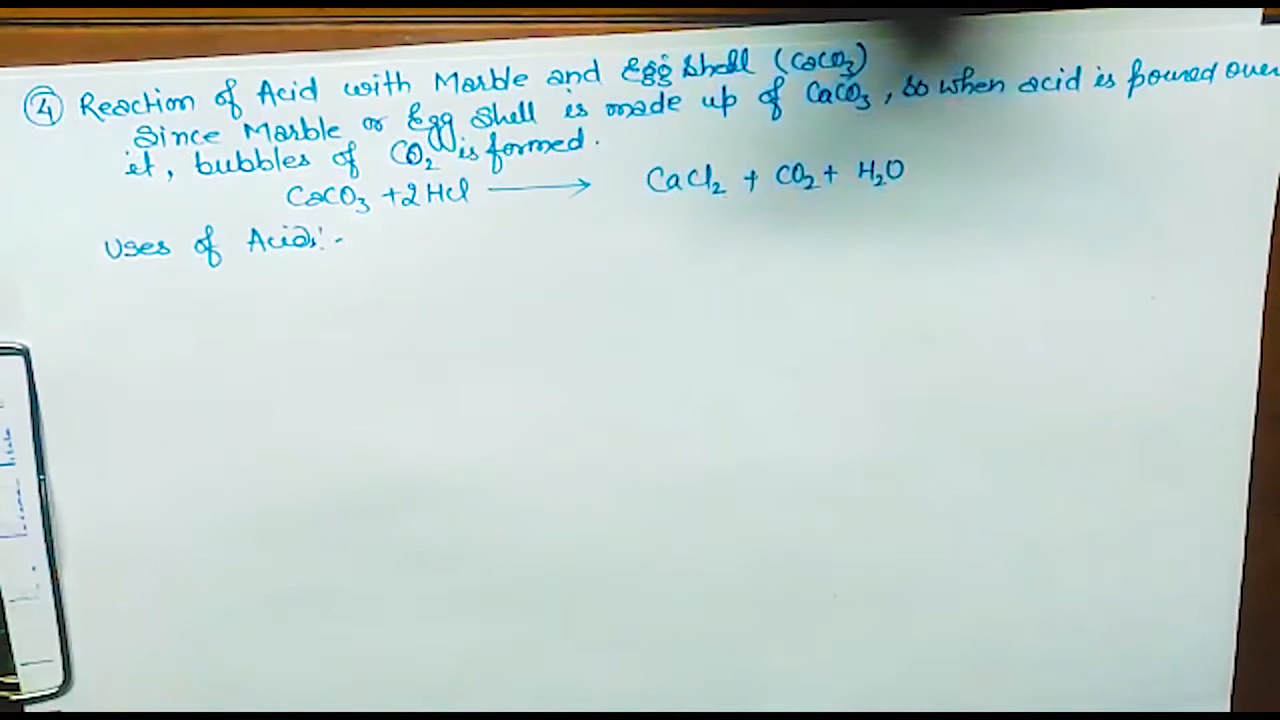 ④ Reaction of Acid with Marble and Egg Shell (CaCO₃)
Since Marble or Egg Shell is made up of CaCO₃, so when acid is poured over
it, bubbles of CO₂ is formed.
CaCO₃ + 2HCl ⟶ CaCl₂ + CO₂ + H₂O
Uses of Acids:-